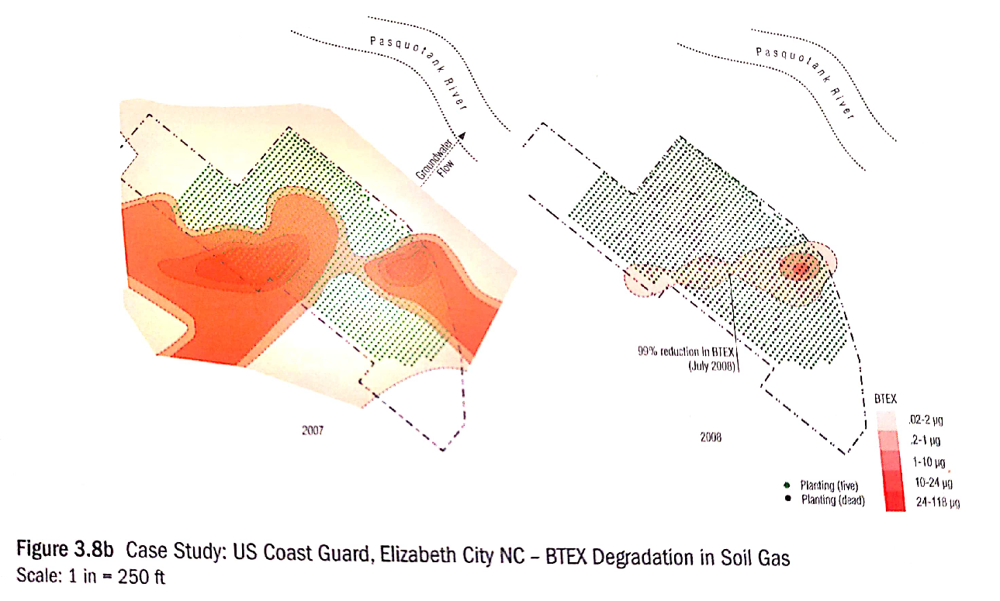 Pasquotank River
Pasquotank River
Groundwater
Flow
99% reduction in BTEX
(July 2008)
2007
2008
BTEX
.02-2 µg
.2-1 µg
1-10 µg
10-24 µg
24-118 µg
Planting (live)
Planting (dead)
Figure 3.8b Case Study: US Coast Guard, Elizabeth City NC – BTEX Degradation in Soil Gas
Scale: 1 in = 250 ft